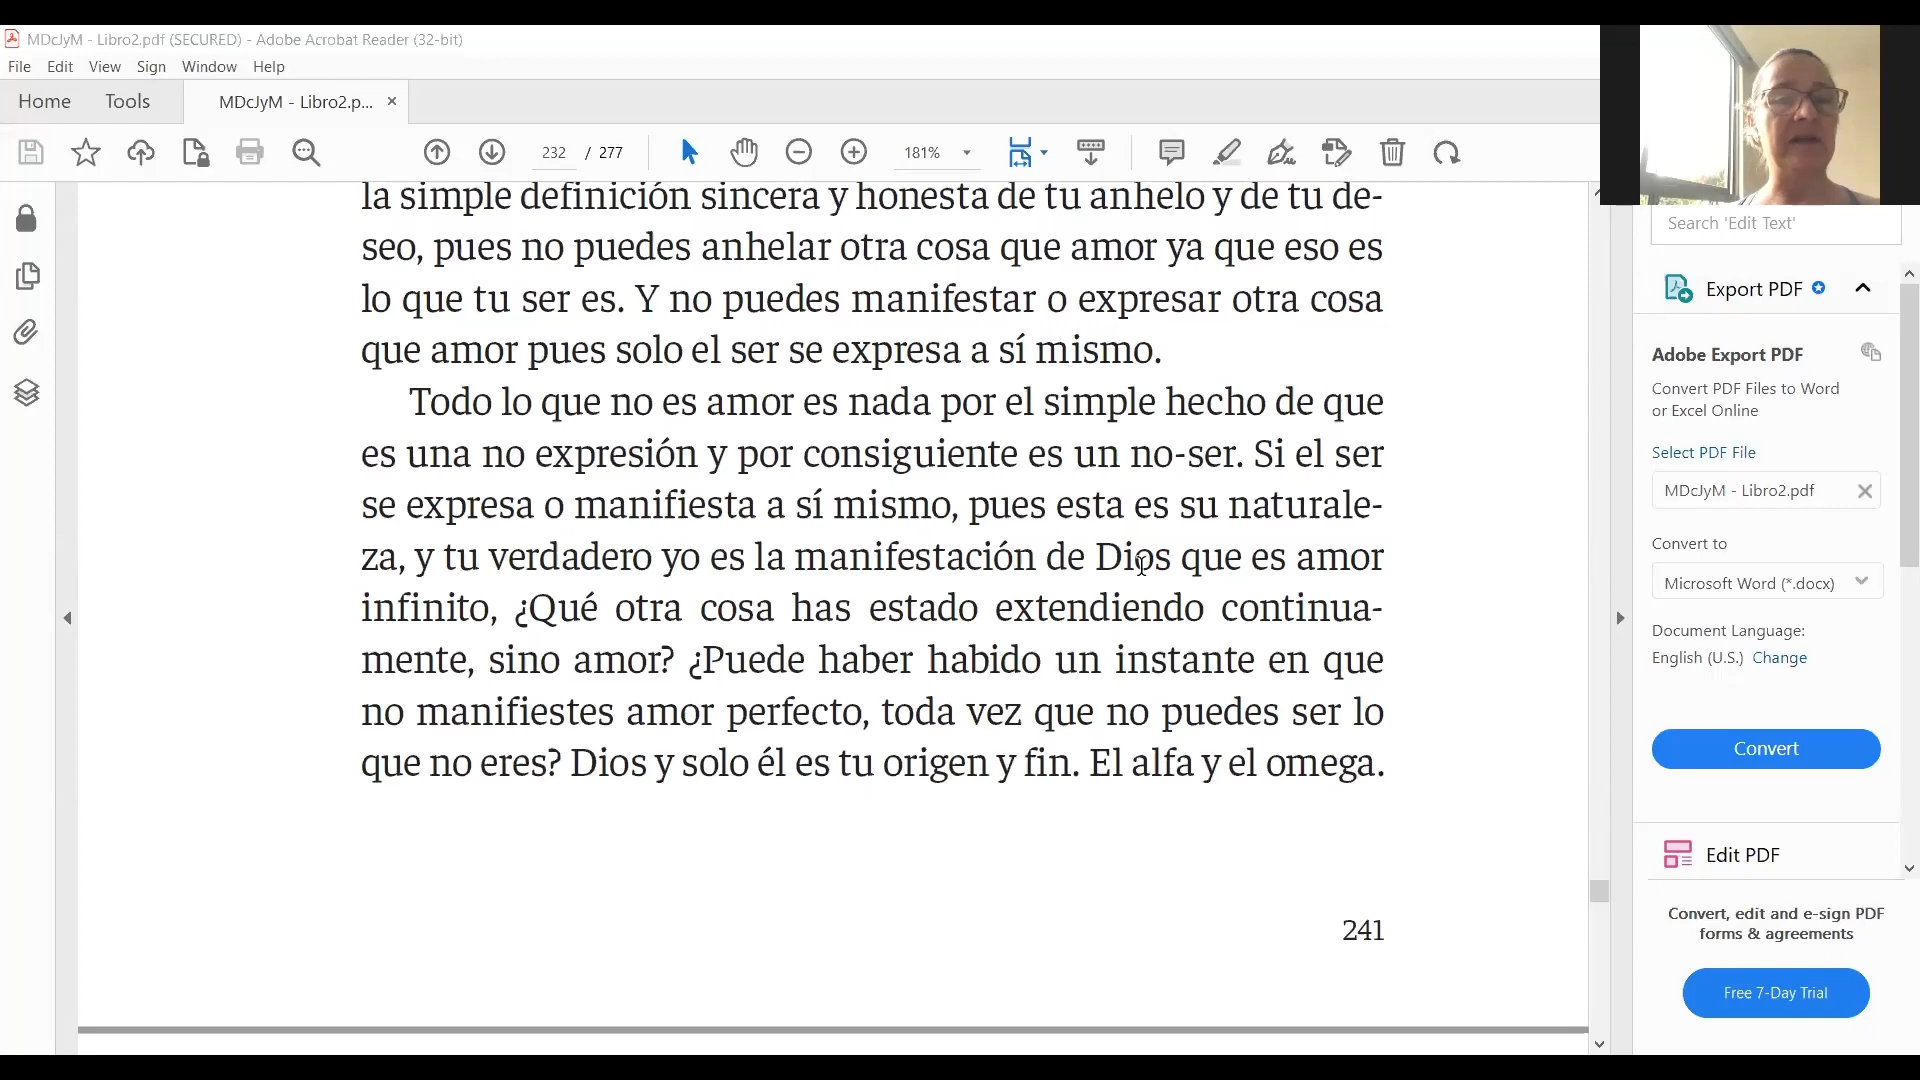 MDcJyM - Libro2.pdf (SECURED) - Adobe Acrobat Reader (32-bit)
File Edit View Sign Window Help
Home Tools MDcJyM - Libro2.p... ×
232 / 277 181%
la simple definición sincera y honesta de tu anhelo y de tu de-
seo, pues no puedes anhelar otra cosa que amor ya que eso es
lo que tu ser es. Y no puedes manifestar o expresar otra cosa
que amor pues solo el ser se expresa a sí mismo.
Todo lo que no es amor es nada por el simple hecho de que
es una no expresión y por consiguiente es un no-ser. Si el ser
se expresa o manifiesta a sí mismo, pues esta es su naturale-
za, y tu verdadero yo es la manifestación de Dios que es amor
infinito, ¿Qué otra cosa has estado extendiendo continua-
mente, sino amor? ¿Puede haber habido un instante en que
no manifiestes amor perfecto, toda vez que no puedes ser lo
que no eres? Dios y solo él es tu origen y fin. El alfa y el omega.
241
Search 'Edit Text'
Export PDF
Adobe Export PDF
Convert PDF Files to Word
or Excel Online
Select PDF File
MDcJyM - Libro2.pdf
Convert to
Microsoft Word (*.docx)
Document Language:
English (U.S.) Change
Convert
Edit PDF
Convert, edit and e-sign PDF
forms & agreements
Free 7-Day Trial